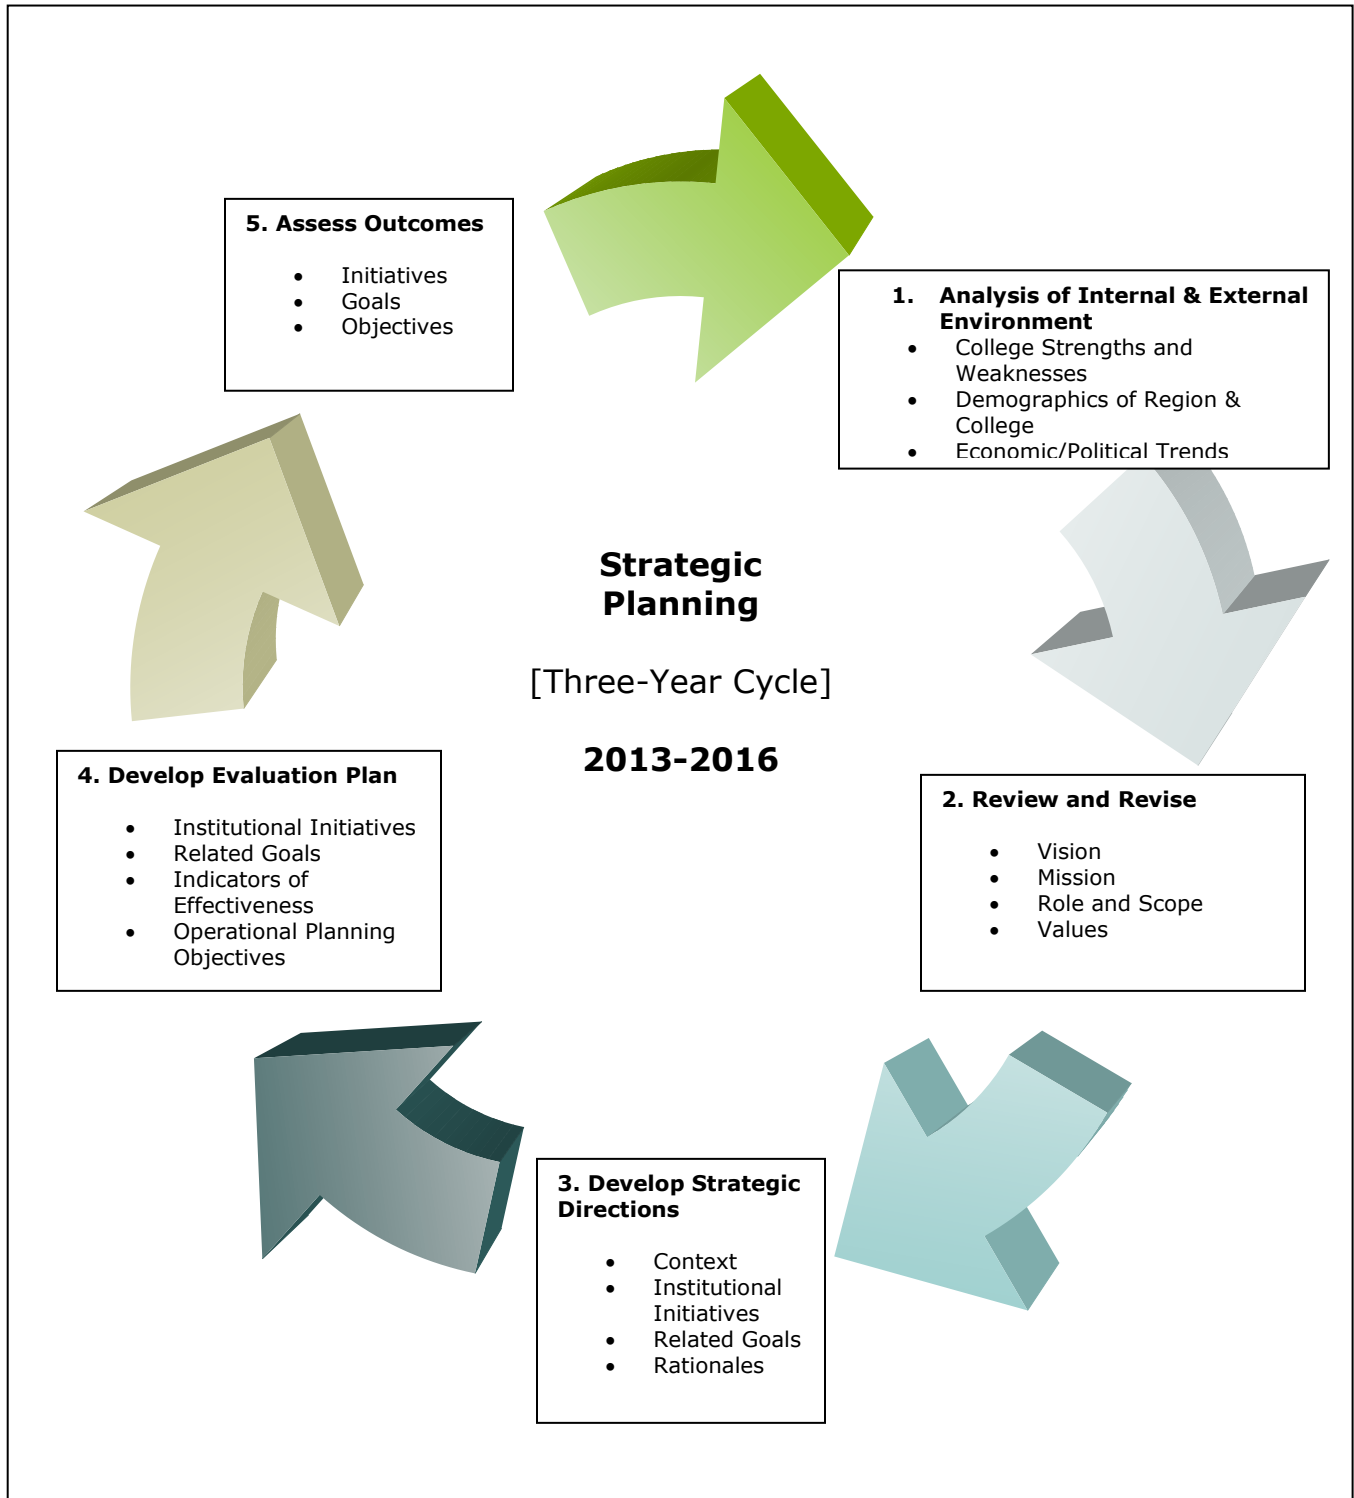 5. Assess Outcomes
• Initiatives
• Goals
• Objectives
1. Analysis of Internal & External
Environment
• College Strengths and
Weaknesses
• Demographics of Region &
College
• Economic/Political Trends
Strategic
Planning
[Three-Year Cycle]
2013-2016
4. Develop Evaluation Plan
• Institutional Initiatives
• Related Goals
• Indicators of
Effectiveness
• Operational Planning
Objectives
2. Review and Revise
• Vision
• Mission
• Role and Scope
• Values
3. Develop Strategic
Directions
• Context
• Institutional
Initiatives
• Related Goals
• Rationales